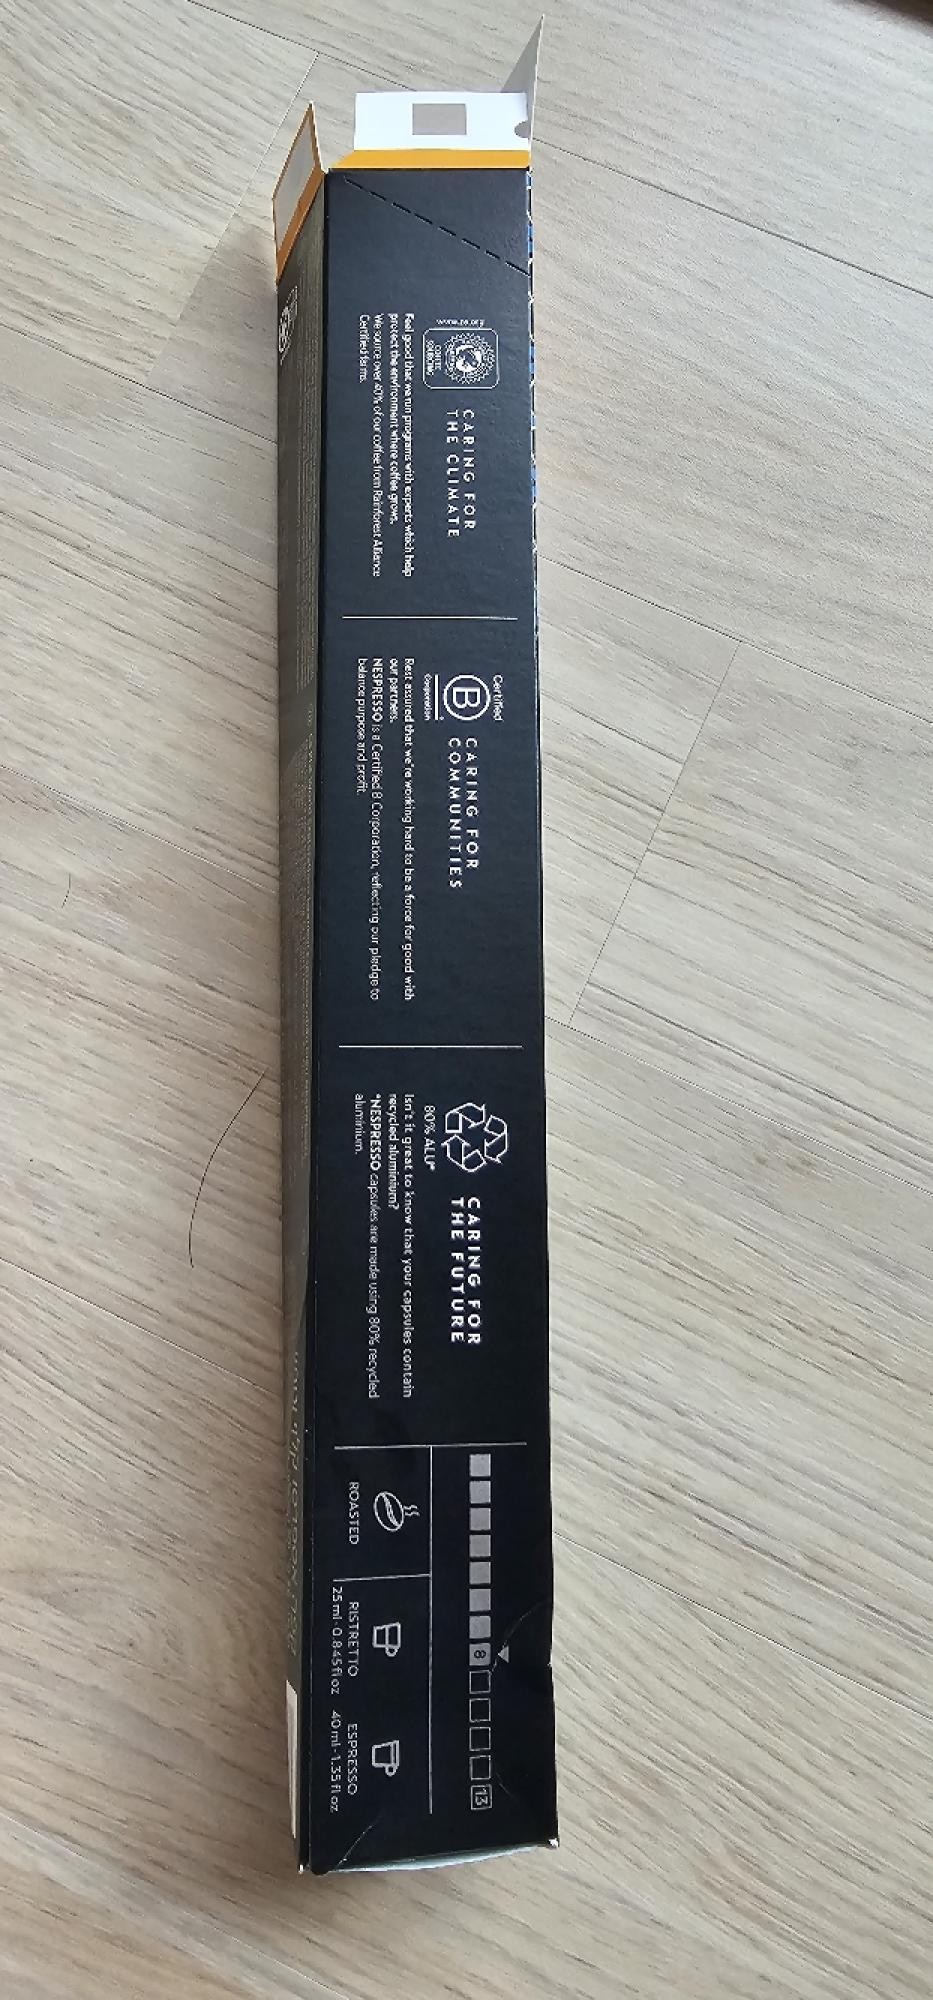 www.ra.org
COFFEE
SOURCING
CARING FOR
THE CLIMATE
Feel good that we run programs with experts which help
protect the environment where coffee grows.
We source over 40% of our coffee from Rainforest Alliance
Certified farms.
Certified
B
Corporation
CARING FOR
COMMUNITIES
Rest assured that we're working hard to be a force for good with
our partners.
NESPRESSO is a Certified B Corporation, reflecting our pledge to
balance purpose and profit.
80% ALU*
CARING FOR
THE FUTURE
Isn't it great to know that your capsules contain
recycled aluminium?
*NESPRESSO capsules are made using 80% recycled
aluminium.
8
13
ROASTED
RISTRETTO
25 ml - 0.845 fl oz
ESPRESSO
40 ml - 1.35 fl oz